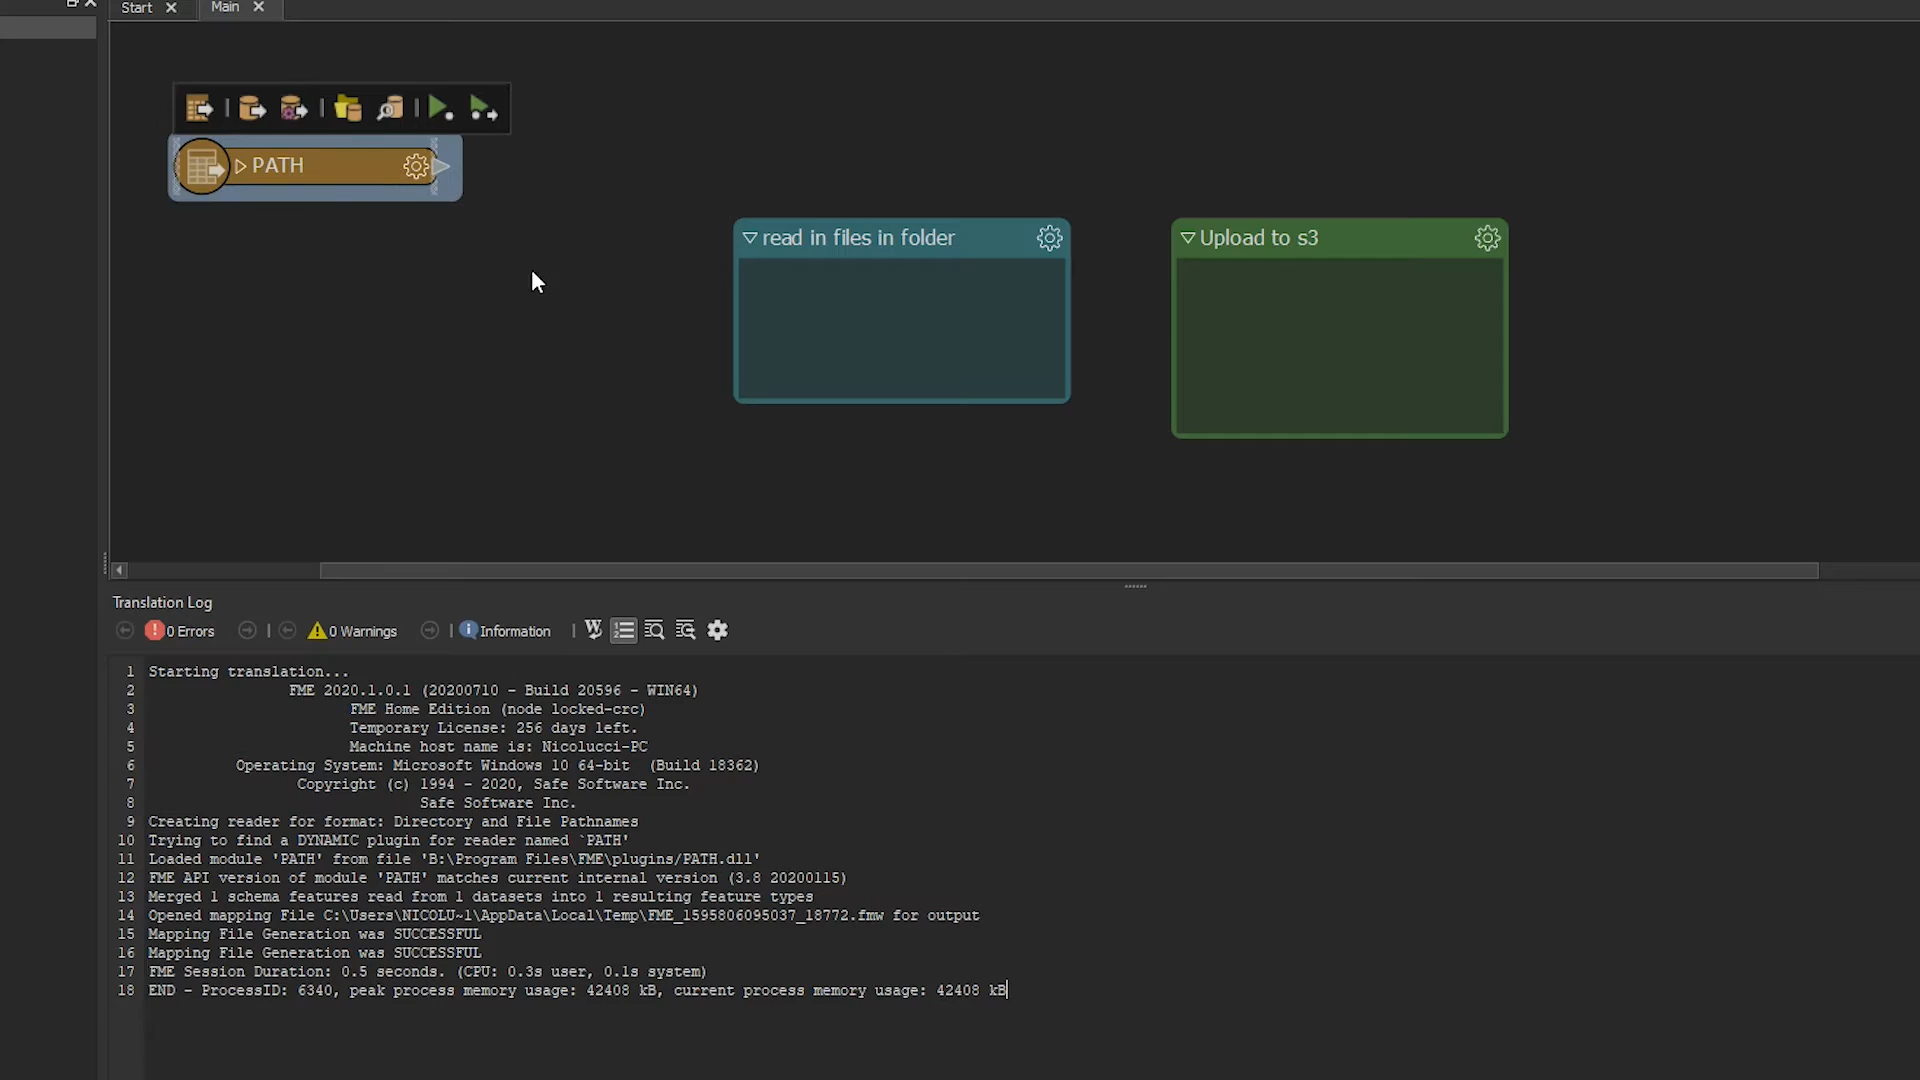 Start
Main
PATH
read in files in folder
Upload to s3
Translation Log
0 Errors
0 Warnings
Information
1 Starting translation...
2 FME 2020.1.0.1 (20200710 - Build 20596 - WIN64)
3 FME Home Edition (node locked-crc)
4 Temporary License: 256 days left.
5 Machine host name is: Nicolucci-PC
6 Operating System: Microsoft Windows 10 64-bit (Build 18362)
7 Copyright (c) 1994 - 2020, Safe Software Inc.
8 Safe Software Inc.
9 Creating reader for format: Directory and File Pathnames
10 Trying to find a DYNAMIC plugin for reader named `PATH'
11 Loaded module 'PATH' from file 'B:\Program Files\FME\plugins/PATH.dll'
12 FME API version of module 'PATH' matches current internal version (3.8 20200115)
13 Merged 1 schema features read from 1 datasets into 1 resulting feature types
14 Opened mapping File C:\Users\NICOLU~1\AppData\Local\Temp\FME_1595806095037_18772.fmw for output
15 Mapping File Generation was SUCCESSFUL
16 Mapping File Generation was SUCCESSFUL
17 FME Session Duration: 0.5 seconds. (CPU: 0.3s user, 0.1s system)
18 END - ProcessID: 6340, peak process memory usage: 42408 kB, current process memory usage: 42408 kB